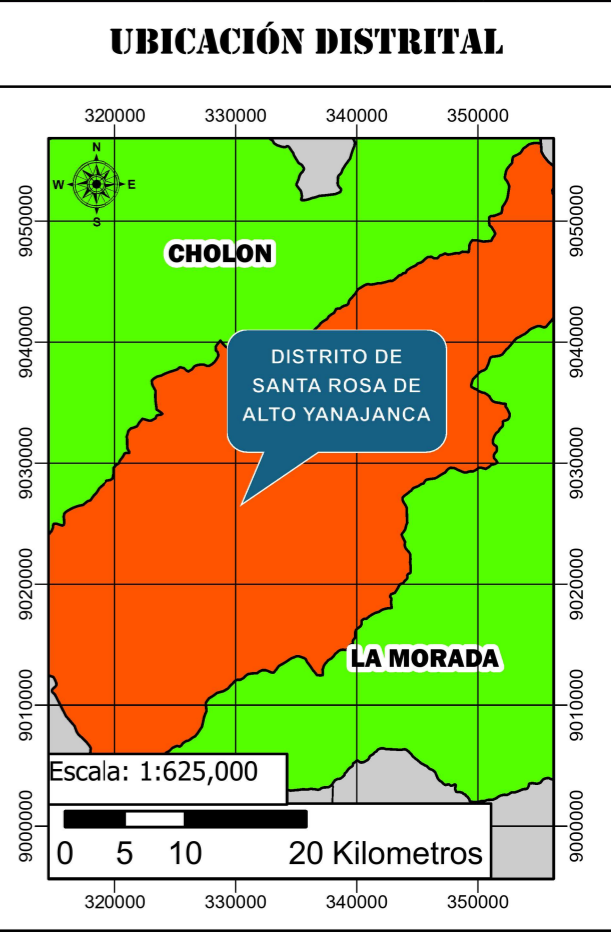 UBICACIÓN DISTRITAL
320000 330000 340000 350000
N
W E
S
9050000 9050000
CHOLON
9040000 9040000
DISTRITO DE
SANTA ROSA DE
ALTO YANAJANCA
9030000 9030000
9020000 9020000
LA MORADA
9010000 9010000
Escala: 1:625,000
9000000 9000000
0 5 10 20 Kilometros
320000 330000 340000 350000